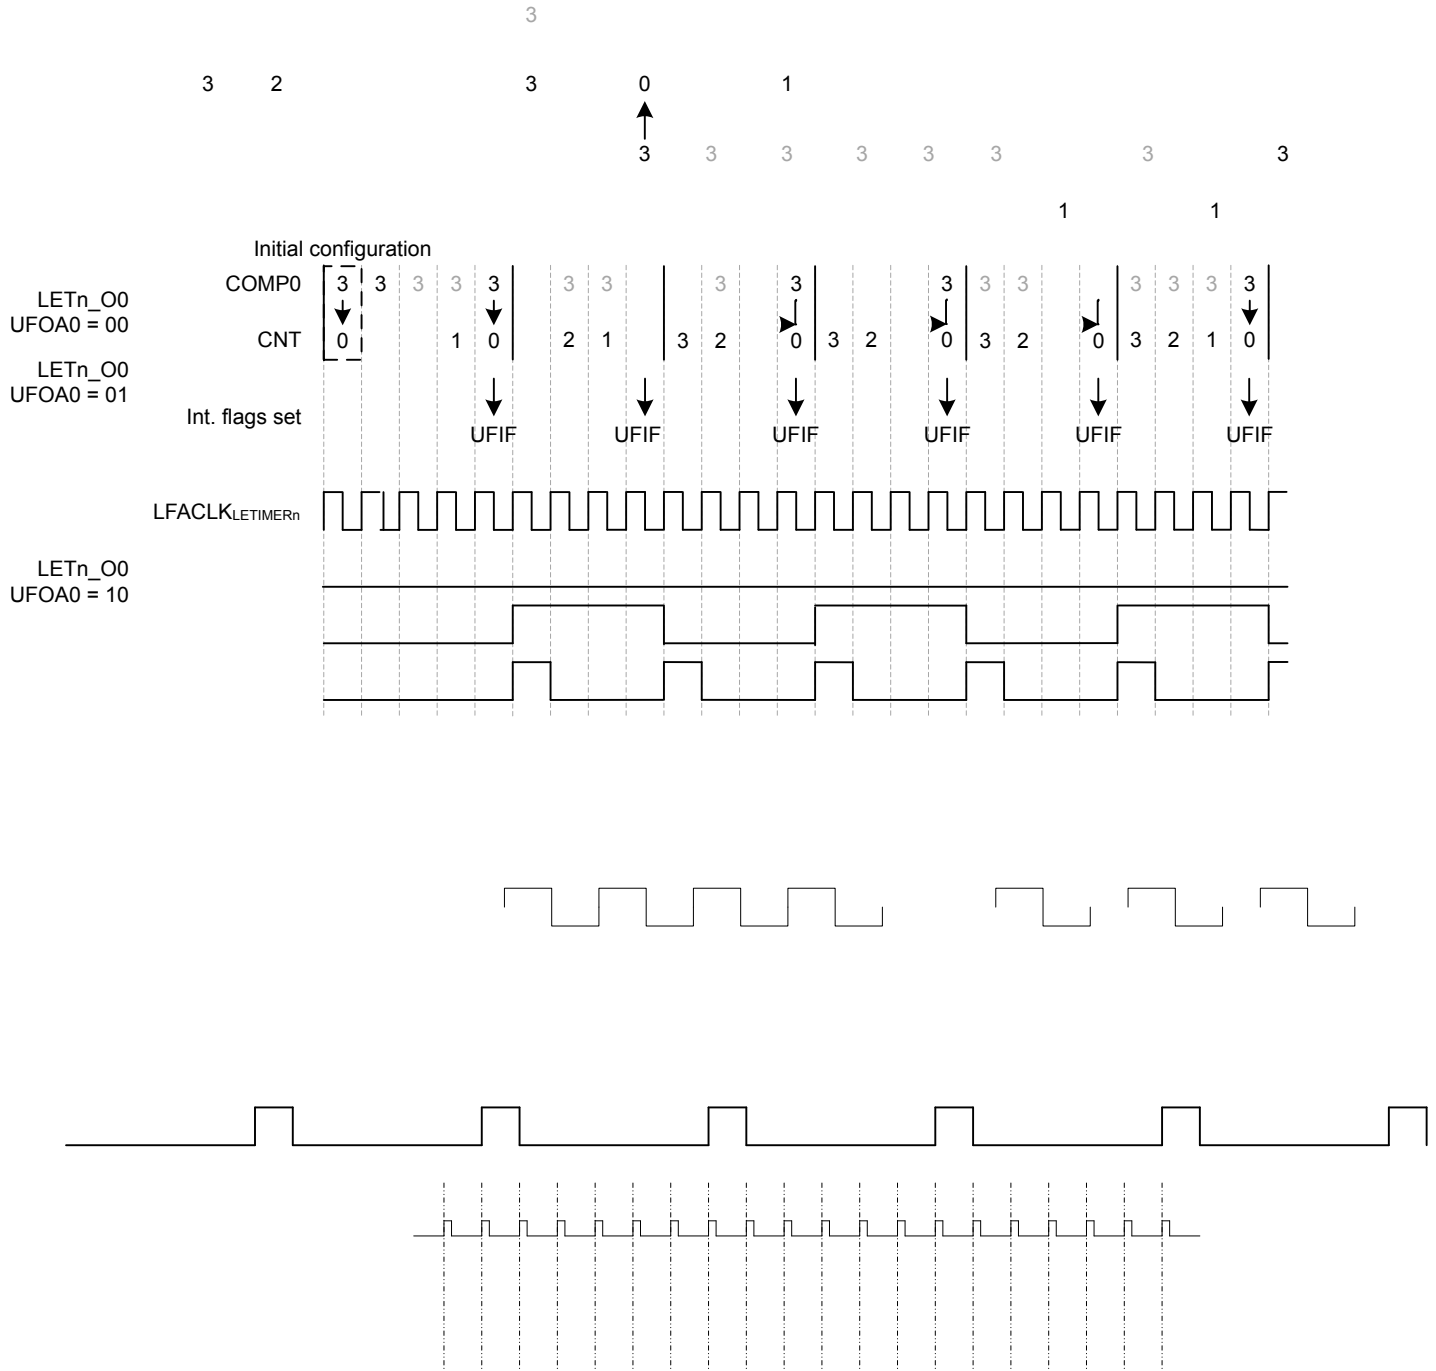 3
3 2 3 0 1
3 3 3 3 3 3 3 3
1 1
Initial configuration
COMP0 3 3 3 3 3 3 3 3 3 3 3 3 3 3 3 3
LETn_O0
UFOA0 = 00
CNT 0 1 0 2 1 3 2 0 3 2 0 3 2 0 3 2 1 0
LETn_O0
UFOA0 = 01
Int. flags set
UFIF UFIF UFIF UFIF UFIF UFIF
LFACLKLETIMERn
LETn_O0
UFOA0 = 10